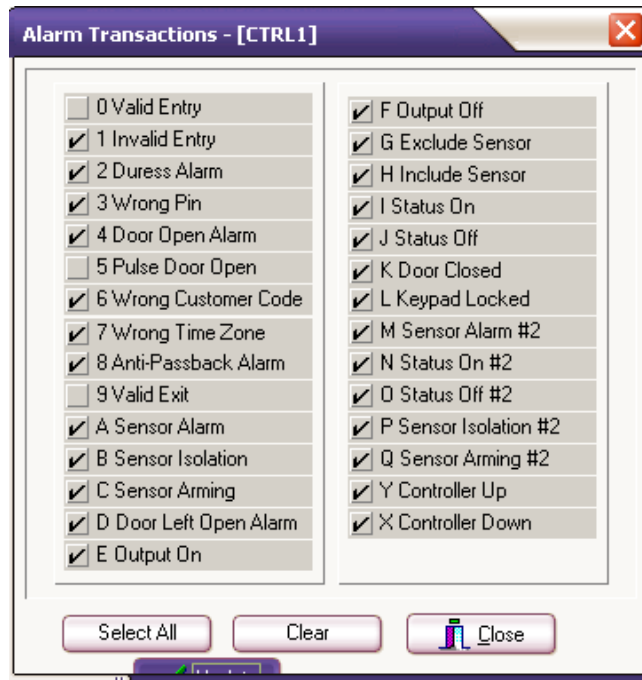 Alarm Transactions - [CTRL1]
0 Valid Entry
1 Invalid Entry
2 Duress Alarm
3 Wrong Pin
4 Door Open Alarm
5 Pulse Door Open
6 Wrong Customer Code
7 Wrong Time Zone
8 Anti-Passback Alarm
9 Valid Exit
A Sensor Alarm
B Sensor Isolation
C Sensor Arming
D Door Left Open Alarm
E Output On
F Output Off
G Exclude Sensor
H Include Sensor
I Status On
J Status Off
K Door Closed
L Keypad Locked
M Sensor Alarm #2
N Status On #2
O Status Off #2
P Sensor Isolation #2
Q Sensor Arming #2
Y Controller Up
X Controller Down
Select All
Clear
Close